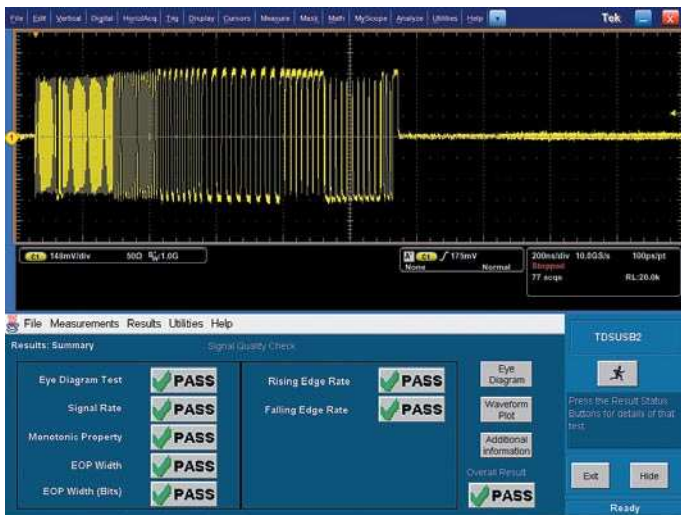 File Edit Vertical Digital Horiz/Acq Trig Display Cursors Measure Mask Math MyScope Analyze Utilities Help Tek
1
C1 148mV/div 50Ω BW:1.0G
A' C1 175mV
None Normal
200ns/div 10.0GS/s 100ps/pt
Stopped
77 acqs RL:20.0k
File Measurements Results Utilities Help
Results: Summary Signal Quality Check
TDSUSB2
Eye Diagram Test PASS
Signal Rate PASS
Monotonic Property PASS
EOP Width PASS
EOP Width (Bits) PASS
Rising Edge Rate PASS
Falling Edge Rate PASS
Eye Diagram
Waveform Plot
Additional Information
Overall Result
PASS
Press the Result Status
Buttons for details of that
test.
Exit Hide
Ready